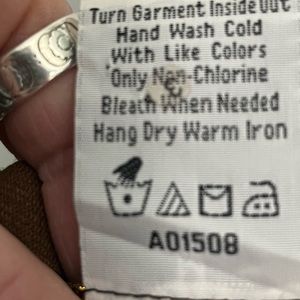 Turn Garment Inside Out
Hand Wash Cold
With Like Colors
Only Non-Chlorine
Bleach When Needed
Hang Dry Warm Iron
A01508